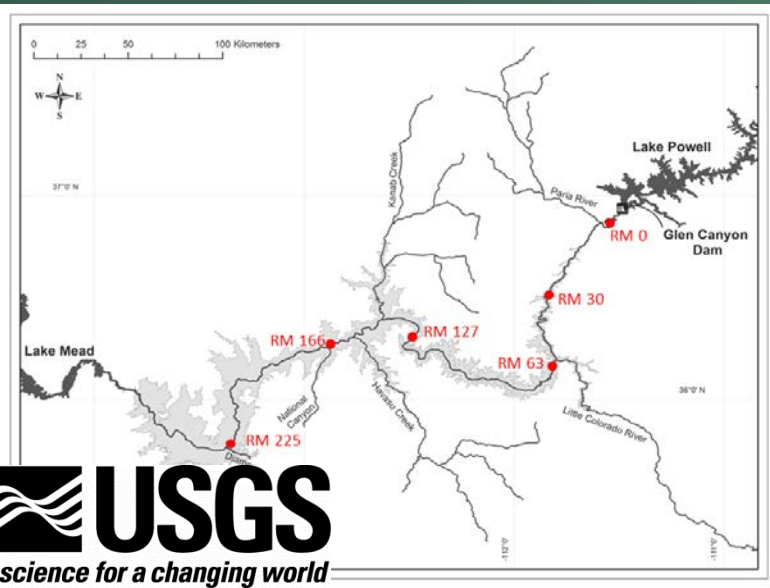 0 25 50 100 Kilometers
N
W E
S
Lake Powell
Kanab Creek
37°0' N
Paria River
RM 0
Glen Canyon
Dam
RM 30
RM 127
RM 166
Lake Mead
RM 63
36°0' N
National
Canyon
Havasu Creek
Little Colorado River
RM 225
USGS
science for a changing world